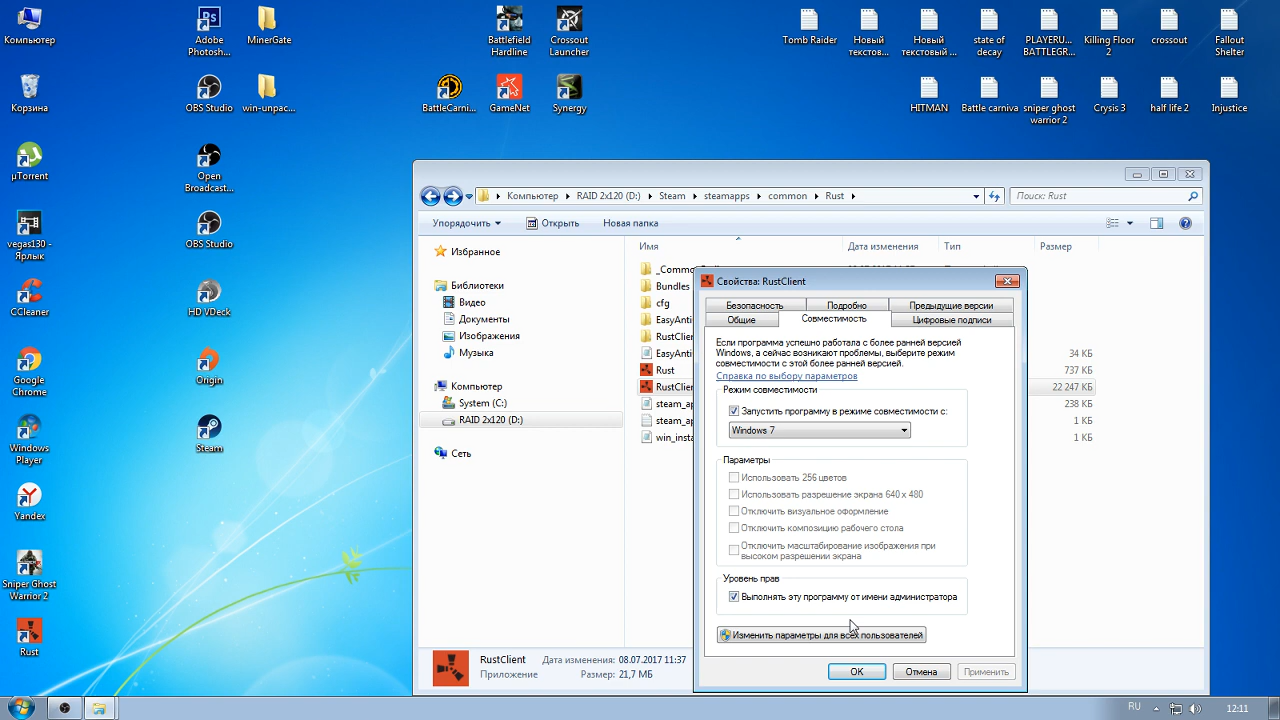 Компьютер
Adobe
Photosh...
MinerGate
Battlefield
Hardline
Crossout
Launcher
Tomb Raider
Новый
текстов...
Новый
текстовый ...
state of
decay
PLAYERU...
BATTLEGR...
Killing Floor
2
crossout
Fallout
Shelter
Корзина
OBS Studio
win-unpac...
BattleCarni...
GameNet
Synergy
HITMAN
Battle carniva
sniper ghost
warrior 2
Crysis 3
half life 2
Injustice
µTorrent
Open
Broadcast...
vegas130 -
Ярлык
OBS Studio
CCleaner
HD VDeck
Google
Chrome
Origin
Windows
Player
Steam
Yandex
Sniper Ghost
Warrior 2
Rust
Компьютер
RAID 2x120 (D:)
Steam
steamapps
common
Rust
Поиск: Rust
Упорядочить
Открыть
Новая папка
Избранное
Библиотеки
Видео
Документы
Изображения
Музыка
Компьютер
System (C:)
RAID 2x120 (D:)
Сеть
Имя
Дата изменения
Тип
Размер
Bundles
cfg
EasyAnti
RustClie
EasyAnti
34 КБ
Rust
737 КБ
RustClien
22 247 КБ
steam_ap
238 КБ
steam_ap
1 КБ
win_insta
1 КБ
Свойства: RustClient
Безопасность
Подробно
Предыдущие версии
Общие
Совместимость
Цифровые подписи
Если программа успешно работала с более ранней версией
Windows, а сейчас возникают проблемы, выберите режим
совместимости с этой более ранней версией.
Справка по выбору параметров
Режим совместимости
Запустить программу в режиме совместимости с:
Windows 7
Параметры
Использовать 256 цветов
Использовать разрешение экрана 640 x 480
Отключить визуальное оформление
Отключить композицию рабочего стола
Отключить масштабирование изображения при
высоком разрешении экрана
Уровень прав
Выполнять эту программу от имени администратора
Изменить параметры для всех пользователей
OK
Отмена
Применить
RustClient
Дата изменения: 08.07.2017 11:37
Приложение
Размер: 21,7 МБ
RU
12:11